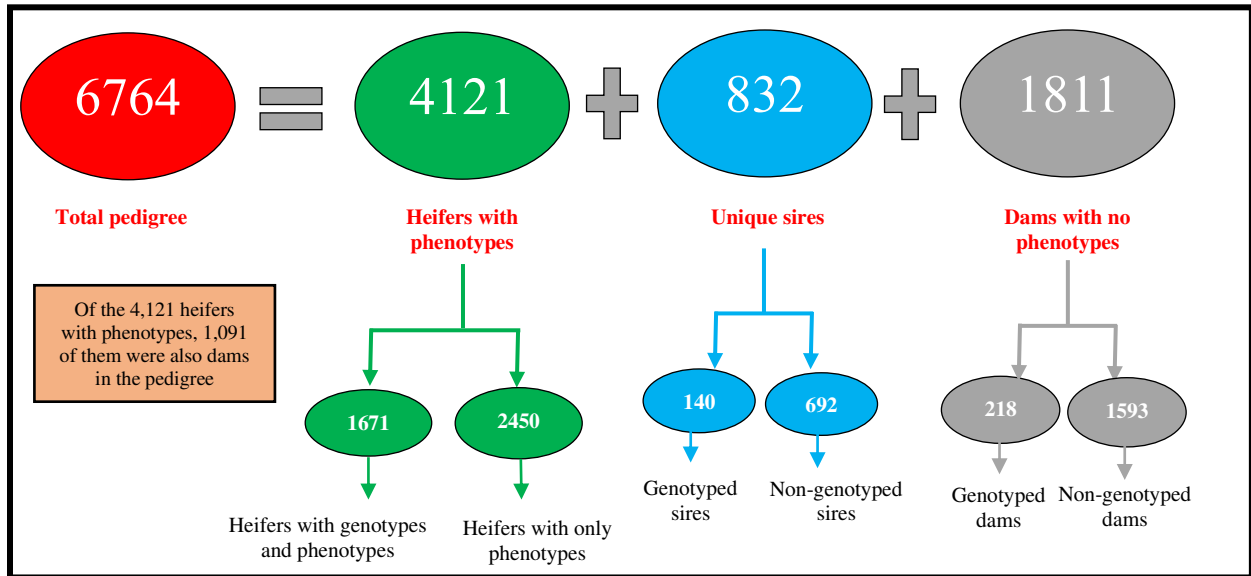 6764
4121
832
1811
Total pedigree
Heifers with
phenotypes
Unique sires
Dams with no
phenotypes
Of the 4,121 heifers
with phenotypes, 1,091
of them were also dams
in the pedigree
1671
2450
140
692
218
1593
Heifers with genotypes
and phenotypes
Heifers with only
phenotypes
Genotyped
sires
Non-genotyped
sires
Genotyped
dams
Non-genotyped
dams